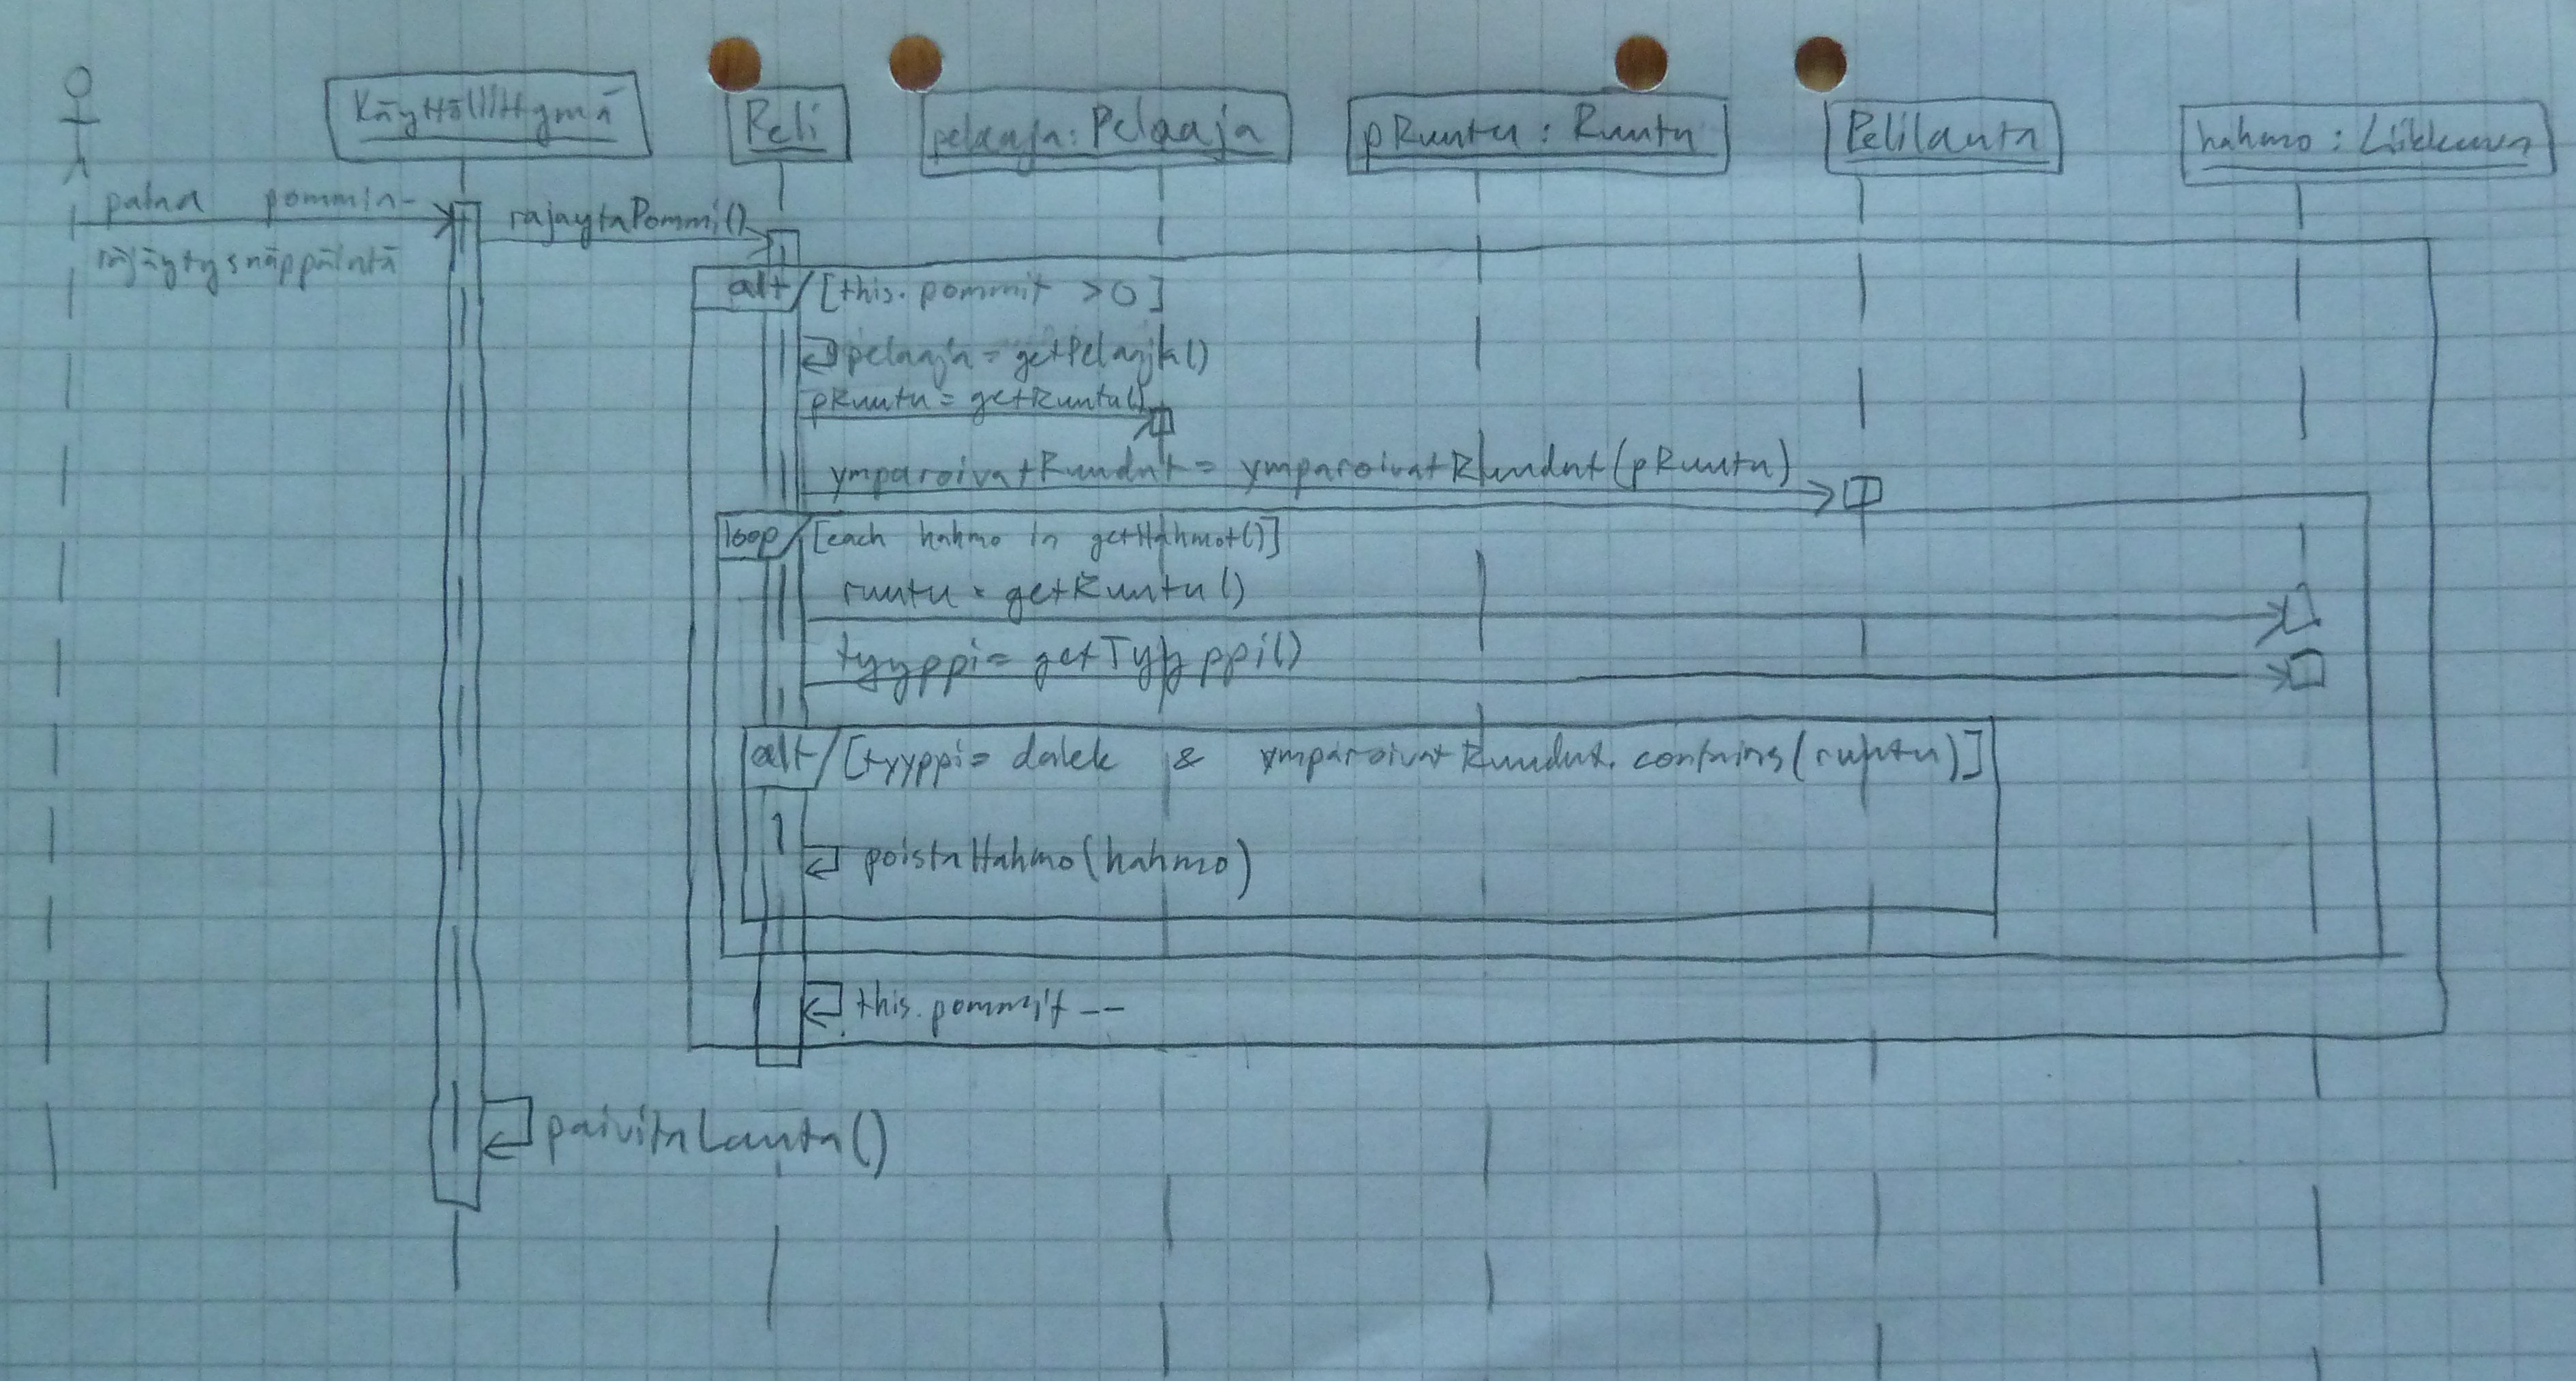 Käyttöliittymä
Peli
pelaaja: Pelaaja
pRuutu : Ruutu
Pelilauta
hahmo : Liikkuva
painaa pommin-
räjäytysnäppäintä
rajaytaPommi()
alt [this.pommit >0]
pelaaja = getPelaaja()
pRuutu = getRuutu()
ymparoivatRuudut = ymparoivatRuudut(pRuutu)
loop [each hahmo in getHahmot()]
ruutu = getRuutu()
tyyppi = getTyyppi()
alt [tyyppi = dalek & ymparoivatRuudut.contains(ruutu)]
poistaHahmo(hahmo)
this.pommit --
paivitaLauta()